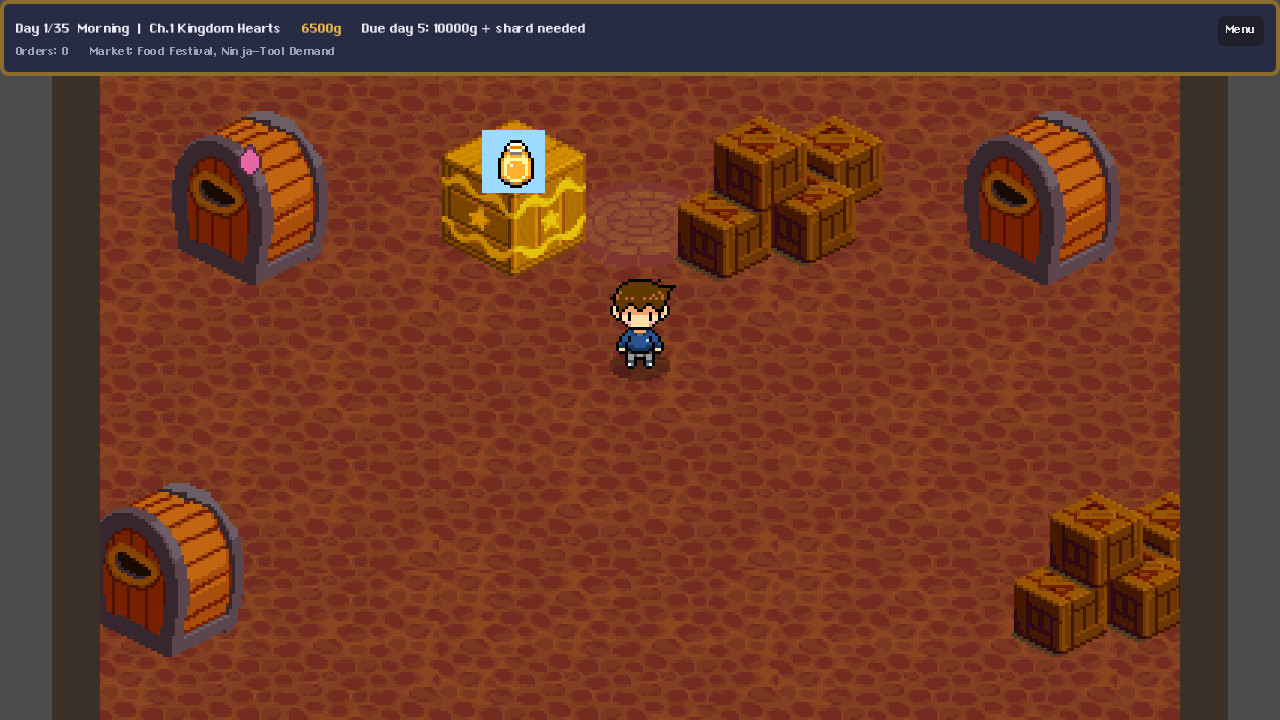 Day 1/35 Morning | Ch.1 Kingdom Hearts 6500g Due day 5: 10000g + shard needed
Menu
Orders: 0 Market: Food Festival, Ninja-Tool Demand